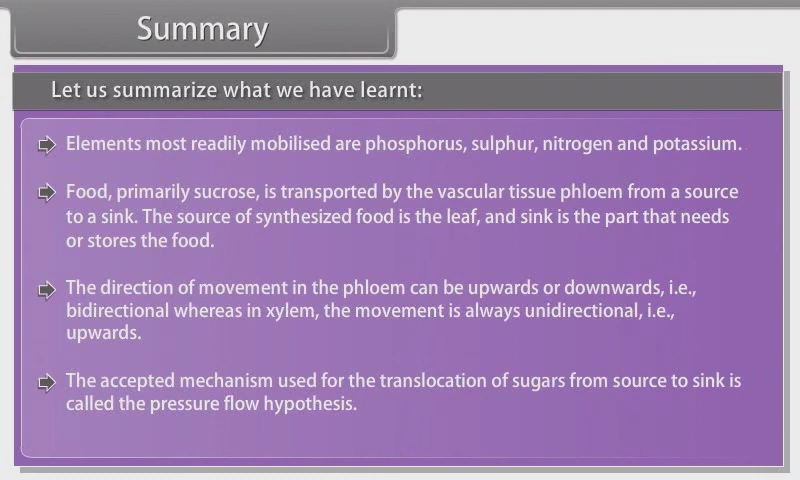 Summary
Let us summarize what we have learnt:
Elements most readily mobilised are phosphorus, sulphur, nitrogen and potassium.
Food, primarily sucrose, is transported by the vascular tissue phloem from a source
to a sink. The source of synthesized food is the leaf, and sink is the part that needs
or stores the food.
The direction of movement in the phloem can be upwards or downwards, i.e.,
bidirectional whereas in xylem, the movement is always unidirectional, i.e.,
upwards.
The accepted mechanism used for the translocation of sugars from source to sink is
called the pressure flow hypothesis.